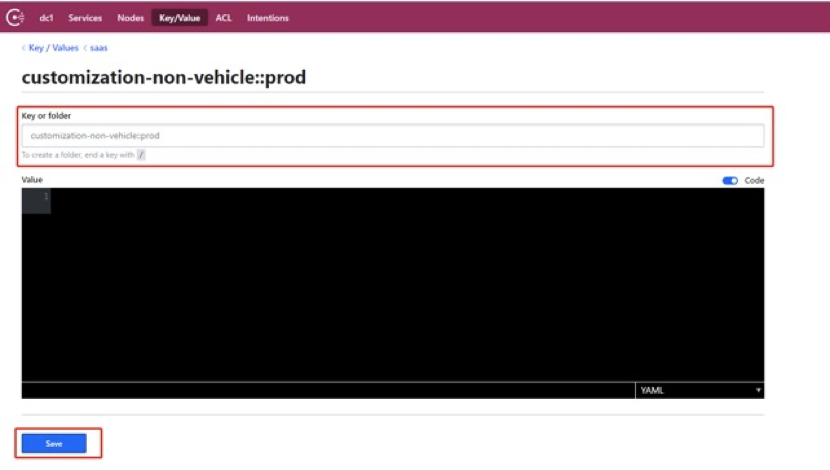 dc1 Services Nodes Key/Value ACL Intentions
< Key / Values < saas
customization-non-vehicle::prod
Key or folder
customization-non-vehicle::prod
To create a folder, end a key with /
Value
Code
1
YAML
Save